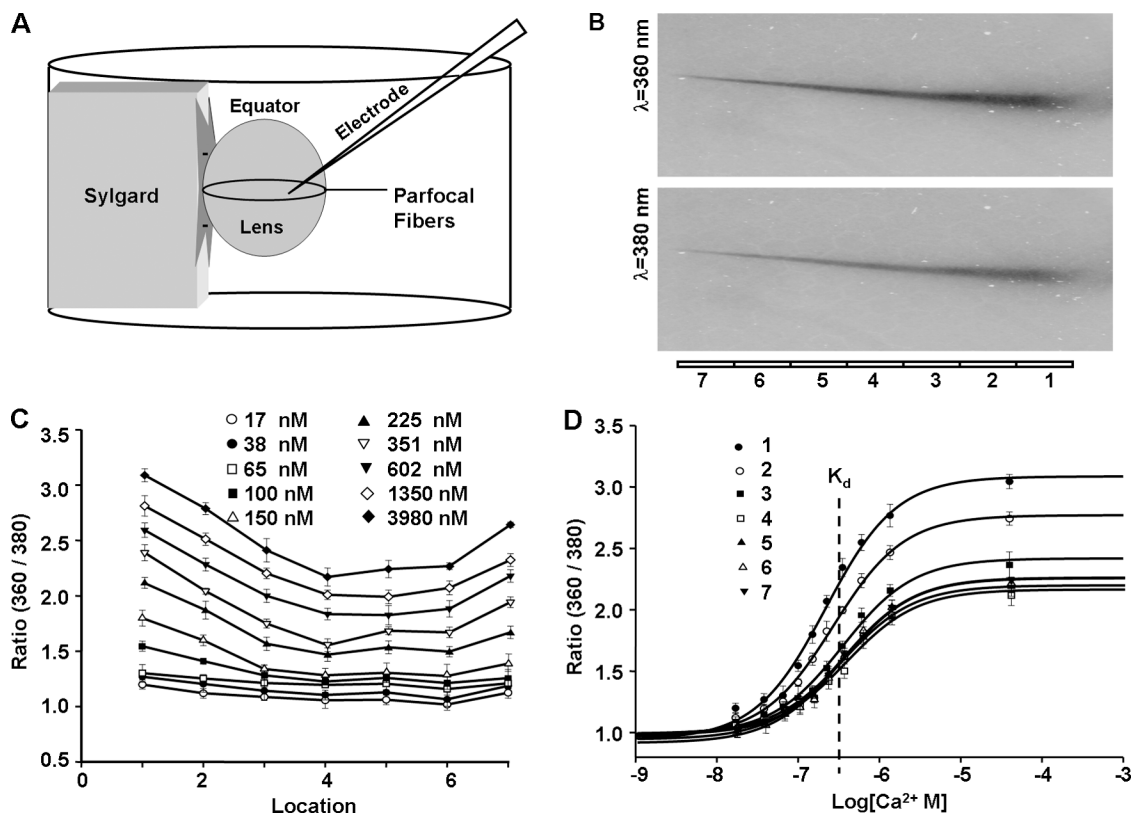 A
Equator
Electrode
Sylgard
Parfocal
Fibers
Lens
B
λ=360 nm
λ=380 nm
7 6 5 4 3 2 1
C
3.5
3.0
2.5
2.0
1.5
1.0
0.5
Ratio (360 / 380)
17 nM
38 nM
65 nM
100 nM
150 nM
225 nM
351 nM
602 nM
1350 nM
3980 nM
0 2 4 6
Location
D
3.5
3.0
2.5
2.0
1.5
1.0
Ratio (360 / 380)
1
2
3
4
5
6
7
Kd
-9 -8 -7 -6 -5 -4 -3
Log[Ca²⁺ M]